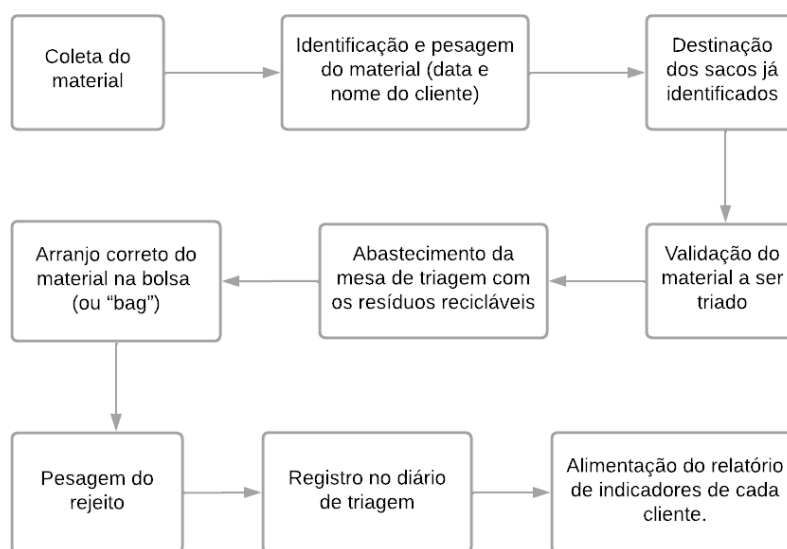 Coleta do
material
Identificação e pesagem
do material (data e
nome do cliente)
Destinação
dos sacos já
identificados
Validação do
material a ser
triado
Abastecimento da
mesa de triagem com
os resíduos recicláveis
Arranjo correto do
material na bolsa
(ou “bag”)
Pesagem do
rejeito
Registro no diário
de triagem
Alimentação do relatório
de indicadores de cada
cliente.